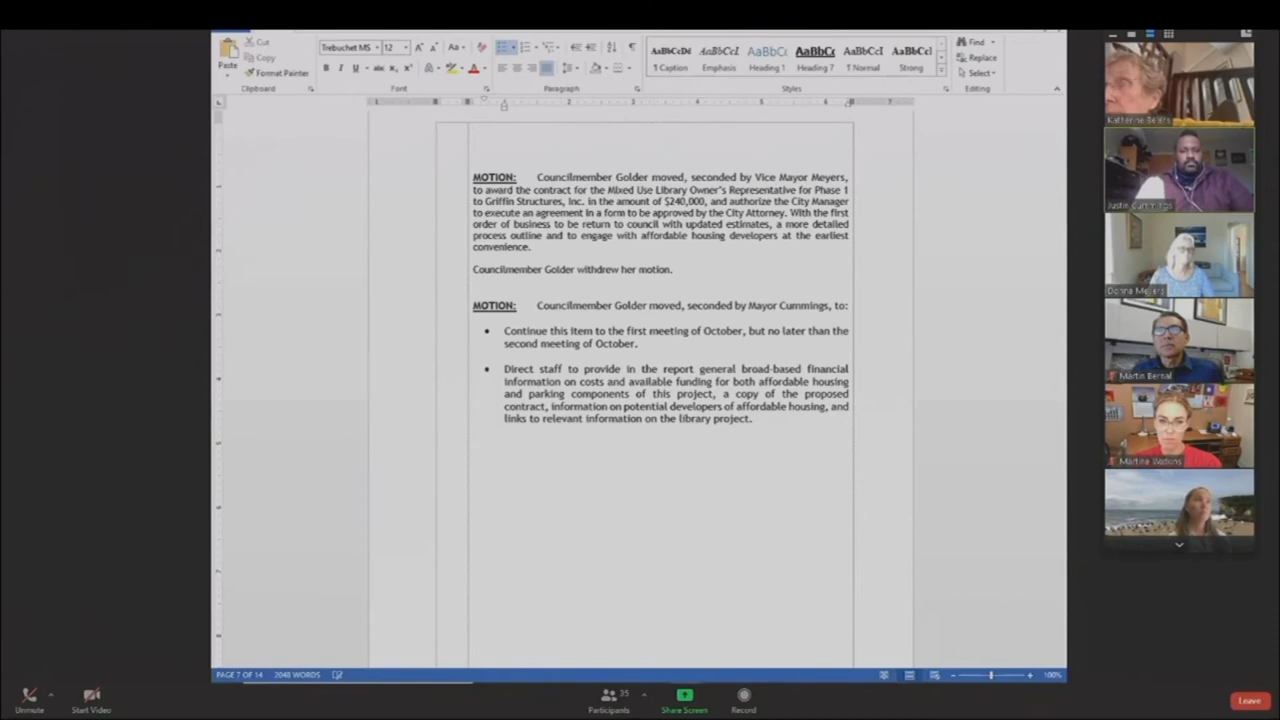 Cut
Copy
Paste
Format Painter
Clipboard
Trebuchet MS
12
Font
Paragraph
AaBbCcDd
AaBbCcI
AaBbCc
AaBbCc
AaBbCcI
AaBbCcI
¶ Caption
Emphasis
Heading 1
Heading 7
¶ Normal
Strong
Styles
Find
Replace
Select
Editing
MOTION: Councilmember Golder moved, seconded by Vice Mayor Meyers,
to award the contract for the Mixed Use Library Owner's Representative for Phase 1
to Griffin Structures, Inc. in the amount of $240,000, and authorize the City Manager
to execute an agreement in a form to be approved by the City Attorney. With the first
order of business to be return to council with updated estimates, a more detailed
process outline and to engage with affordable housing developers at the earliest
convenience.
Councilmember Golder withdrew her motion.
MOTION: Councilmember Golder moved, seconded by Mayor Cummings, to:
• Continue this item to the first meeting of October, but no later than the
second meeting of October.
• Direct staff to provide in the report general broad-based financial
information on costs and available funding for both affordable housing
and parking components of this project, a copy of the proposed
contract, information on potential developers of affordable housing, and
links to relevant information on the library project.
PAGE 7 OF 14 2048 WORDS
100%
Katherine Beiers
Justin Cummings
Donna Meyers
Martin Bernal
Martine Watkins
Unmute
Start Video
35
Participants
Share Screen
Record
Leave